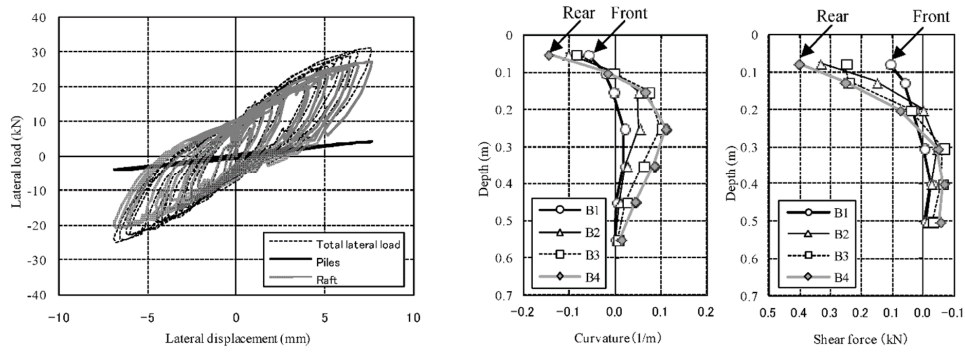 40
30
20
10
0
-10
-20
-30
-40
Lateral load (kN)
Total lateral load
Piles
Raft
-10
-5
0
5
10
Lateral displacement (mm)
Rear
Front
0
0.1
0.2
0.3
0.4
0.5
0.6
0.7
Depth (m)
B1
B2
B3
B4
-0.2
-0.1
0.0
0.1
0.2
Curvature (1/m)
Rear
Front
0
0.1
0.2
0.3
0.4
0.5
0.6
0.7
Depth (m)
B1
B2
B3
B4
0.5
0.4
0.3
0.2
0.1
0
-0.1
Shear force (kN)